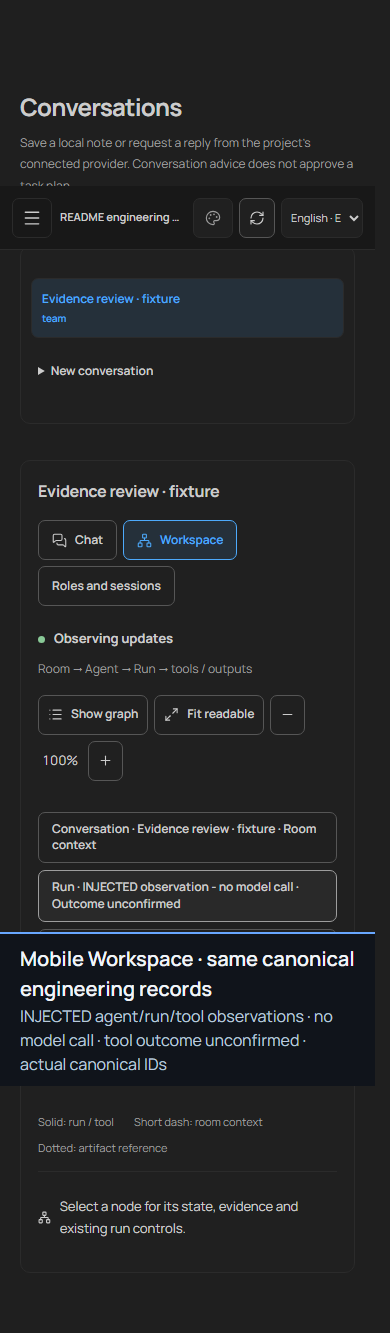 Conversations
Save a local note or request a reply from the project's
connected provider. Conversation advice does not approve a
task plan.
README engineering ...
English · E
Evidence review · fixture
team
▶ New conversation
Evidence review · fixture
Chat
Workspace
Roles and sessions
Observing updates
Room → Agent → Run → tools / outputs
Show graph
Fit readable
−
100%
+
Conversation · Evidence review · fixture · Room
context
Run · INJECTED observation - no model call ·
Outcome unconfirmed
Mobile Workspace · same canonical
engineering records
INJECTED agent/run/tool observations · no
model call · tool outcome unconfirmed ·
actual canonical IDs
Solid: run / tool
Short dash: room context
Dotted: artifact reference
Select a node for its state, evidence and
existing run controls.